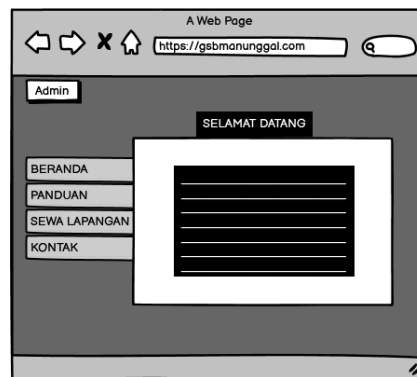 A Web Page
https://gsbmanunggal.com
Admin
SELAMAT DATANG
BERANDA
PANDUAN
SEWA LAPANGAN
KONTAK